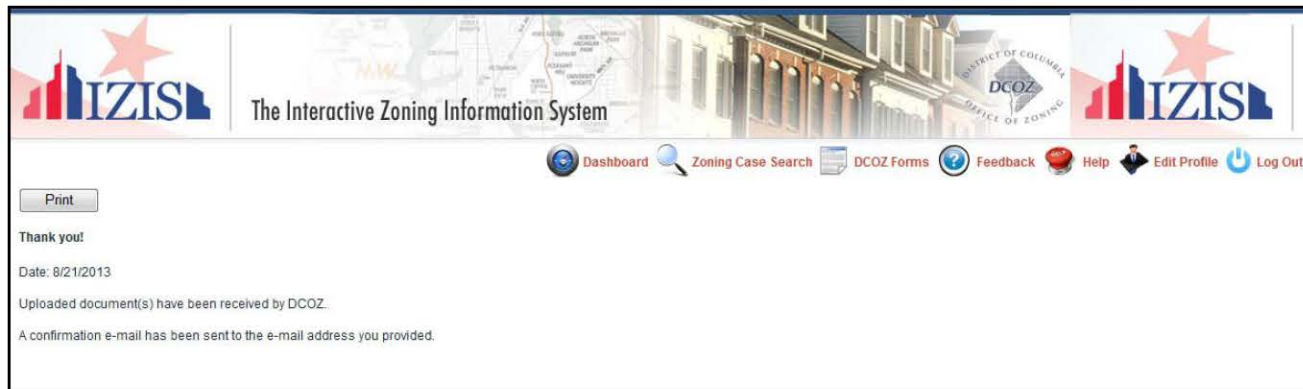 IZIS
The Interactive Zoning Information System
N.W.
DISTRICT OF COLUMBIA
DCOZ
OFFICE OF ZONING
IZIS
Dashboard Zoning Case Search DCOZ Forms Feedback Help Edit Profile Log Out
Print
Thank you!
Date: 8/21/2013
Uploaded document(s) have been received by DCOZ.
A confirmation e-mail has been sent to the e-mail address you provided.